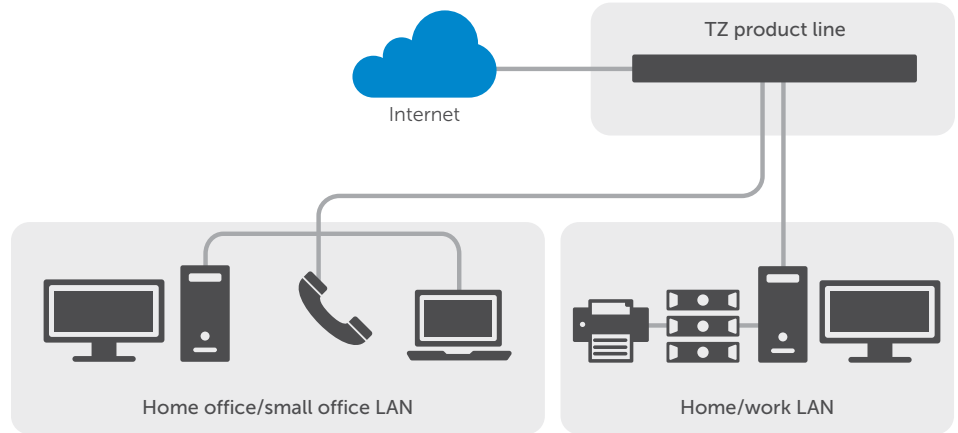 TZ product line
Internet
Home office/small office LAN
Home/work LAN